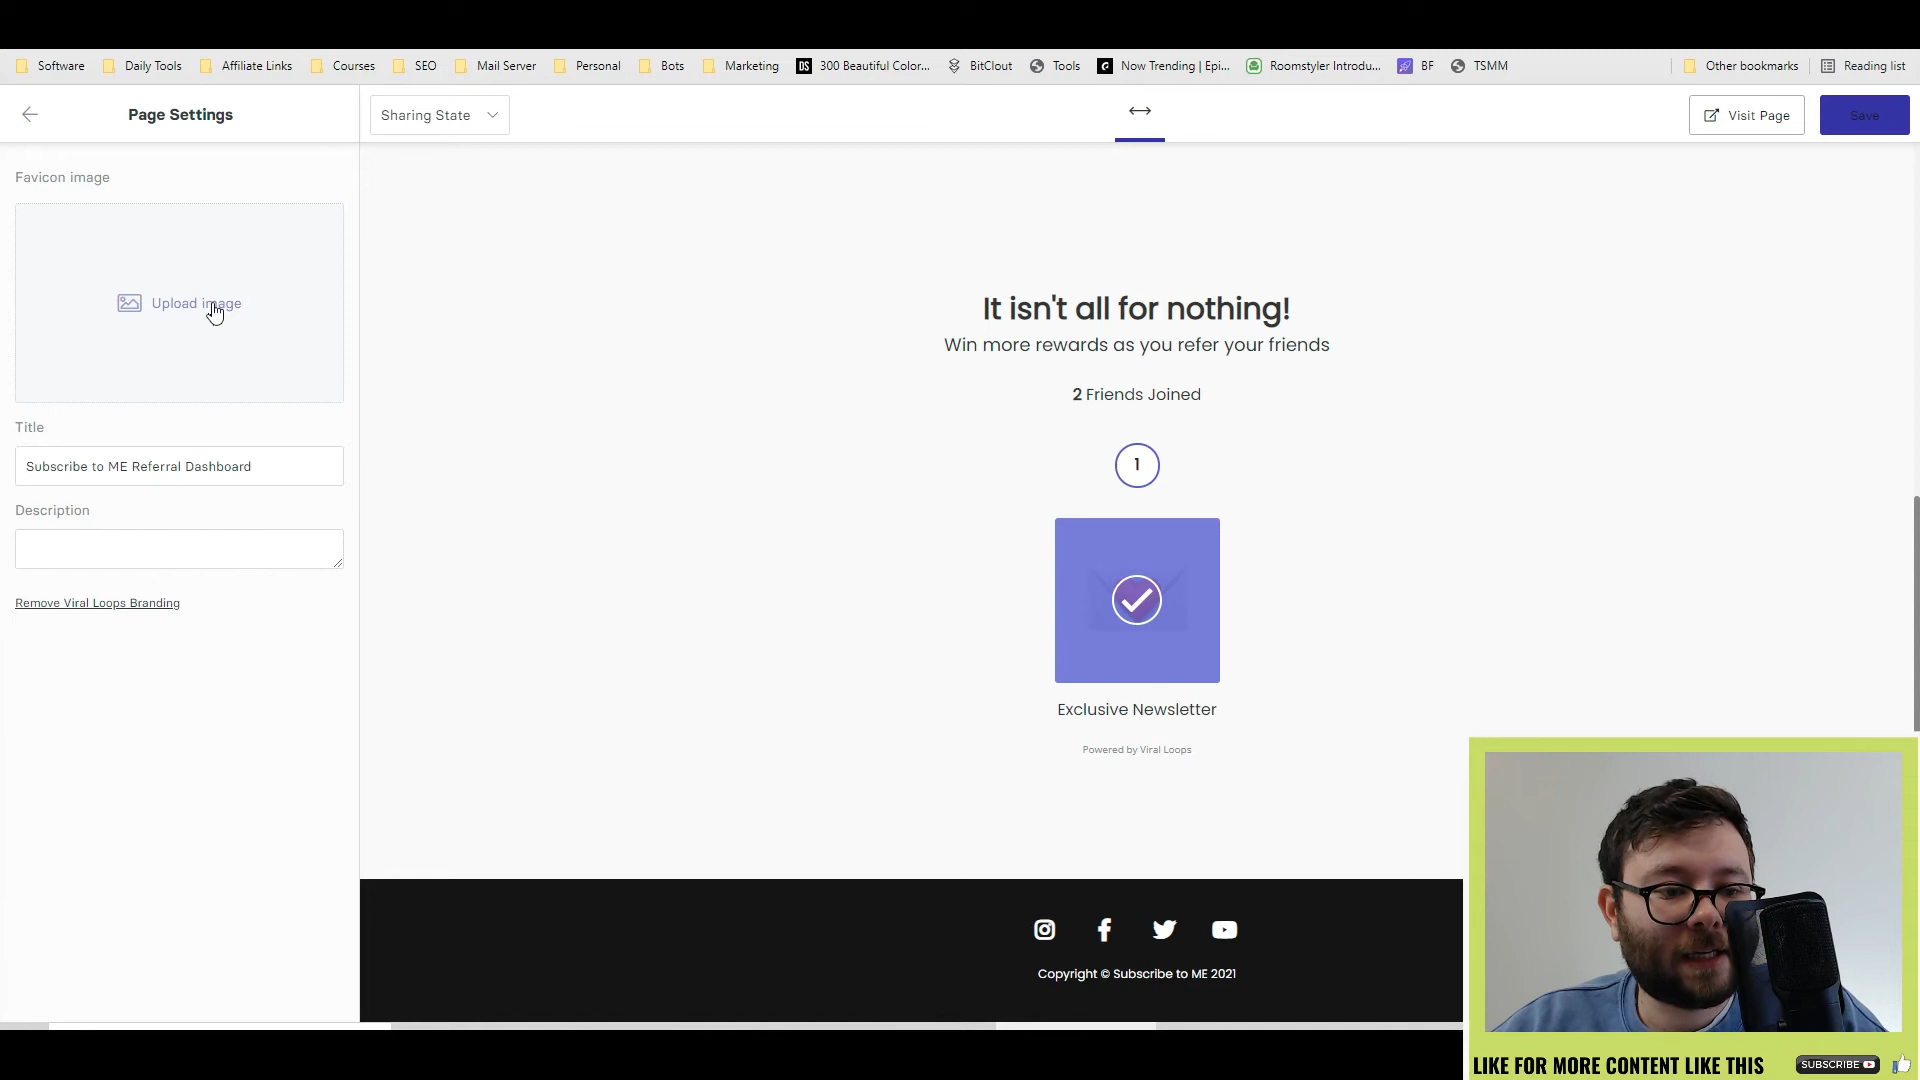 Software
Daily Tools
Affiliate Links
Courses
SEO
Mail Server
Personal
Bots
Marketing
DS
300 Beautiful Color...
BitClout
Tools
Now Trending | Epi...
Roomstyler Introdu...
BF
TSMM
Other bookmarks
Reading list
Page Settings
Sharing State
Visit Page
Save
Favicon image
Upload image
Title
Subscribe to ME Referral Dashboard
Description
Remove Viral Loops Branding
It isn't all for nothing!
Win more rewards as you refer your friends
2 Friends Joined
1
Exclusive Newsletter
Powered by Viral Loops
Copyright © Subscribe to ME 2021
LIKE FOR MORE CONTENT LIKE THIS
SUBSCRIBE